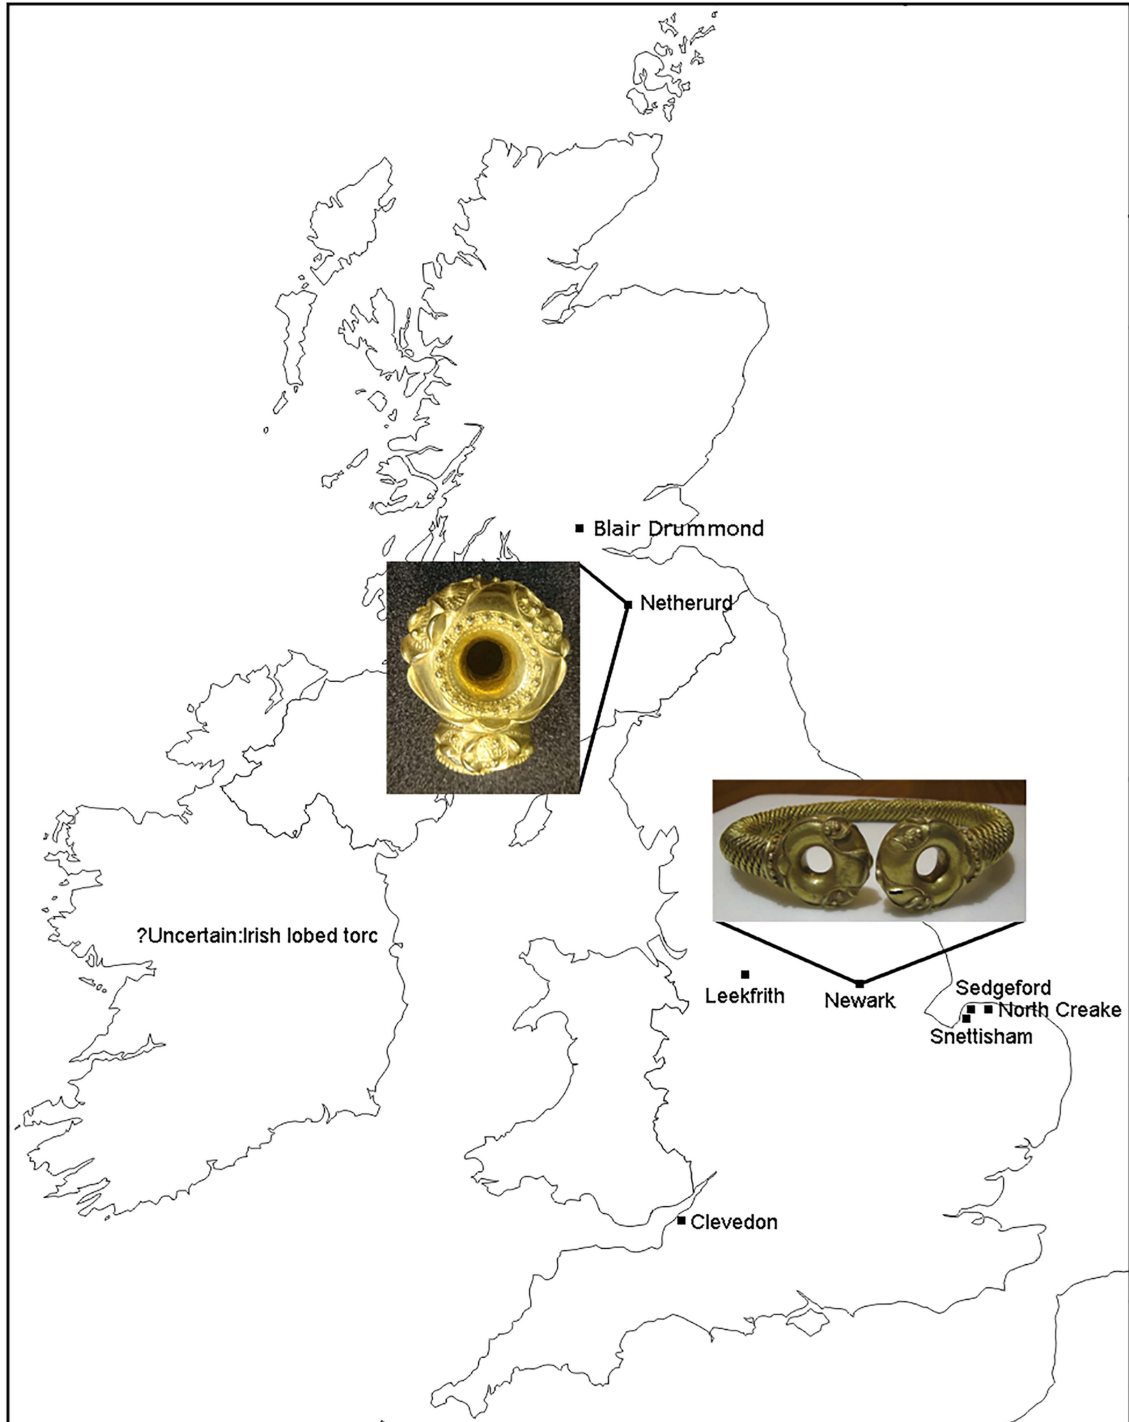 Blair Drummond
Netherurd
?Uncertain:Irish lobed torc
Leekfrith
Newark
Sedgeford
North Creake
Snettisham
Clevedon